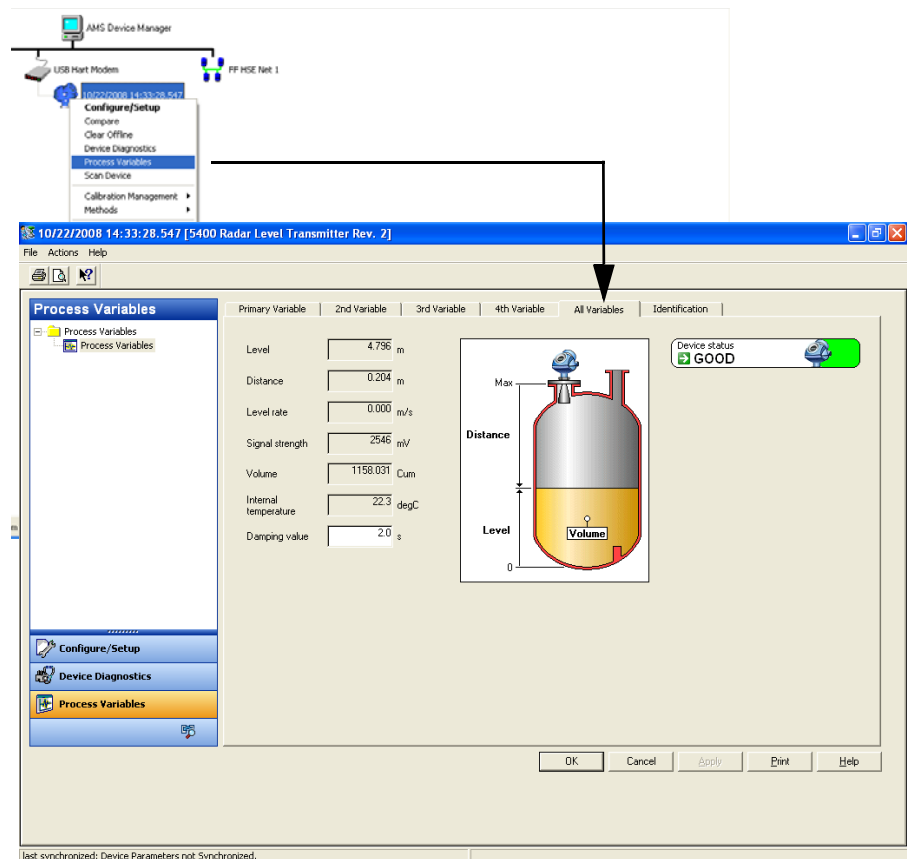 AMS Device Manager
USB Hart Modem
FF HSE Net 1
10/22/2008 14:33:28.547
Configure/Setup
Compare
Clear Offline
Device Diagnostics
Process Variables
Scan Device
Calibration Management
Methods
10/22/2008 14:33:28.547 [5400 Radar Level Transmitter Rev. 2]
File Actions Help
Process Variables
Process Variables
Process Variables
Primary Variable
2nd Variable
3rd Variable
4th Variable
All Variables
Identification
Level 4.796 m
Distance 0.204 m
Level rate 0.000 m/s
Signal strength 2546 mV
Volume 1158.031 Cum
Internal temperature 22.3 degC
Damping value 2.0 s
Max
Distance
Level
Volume
0
Device status
GOOD
Configure/Setup
Device Diagnostics
Process Variables
OK Cancel Apply Print Help
last synchronized: Device Parameters not Synchronized.